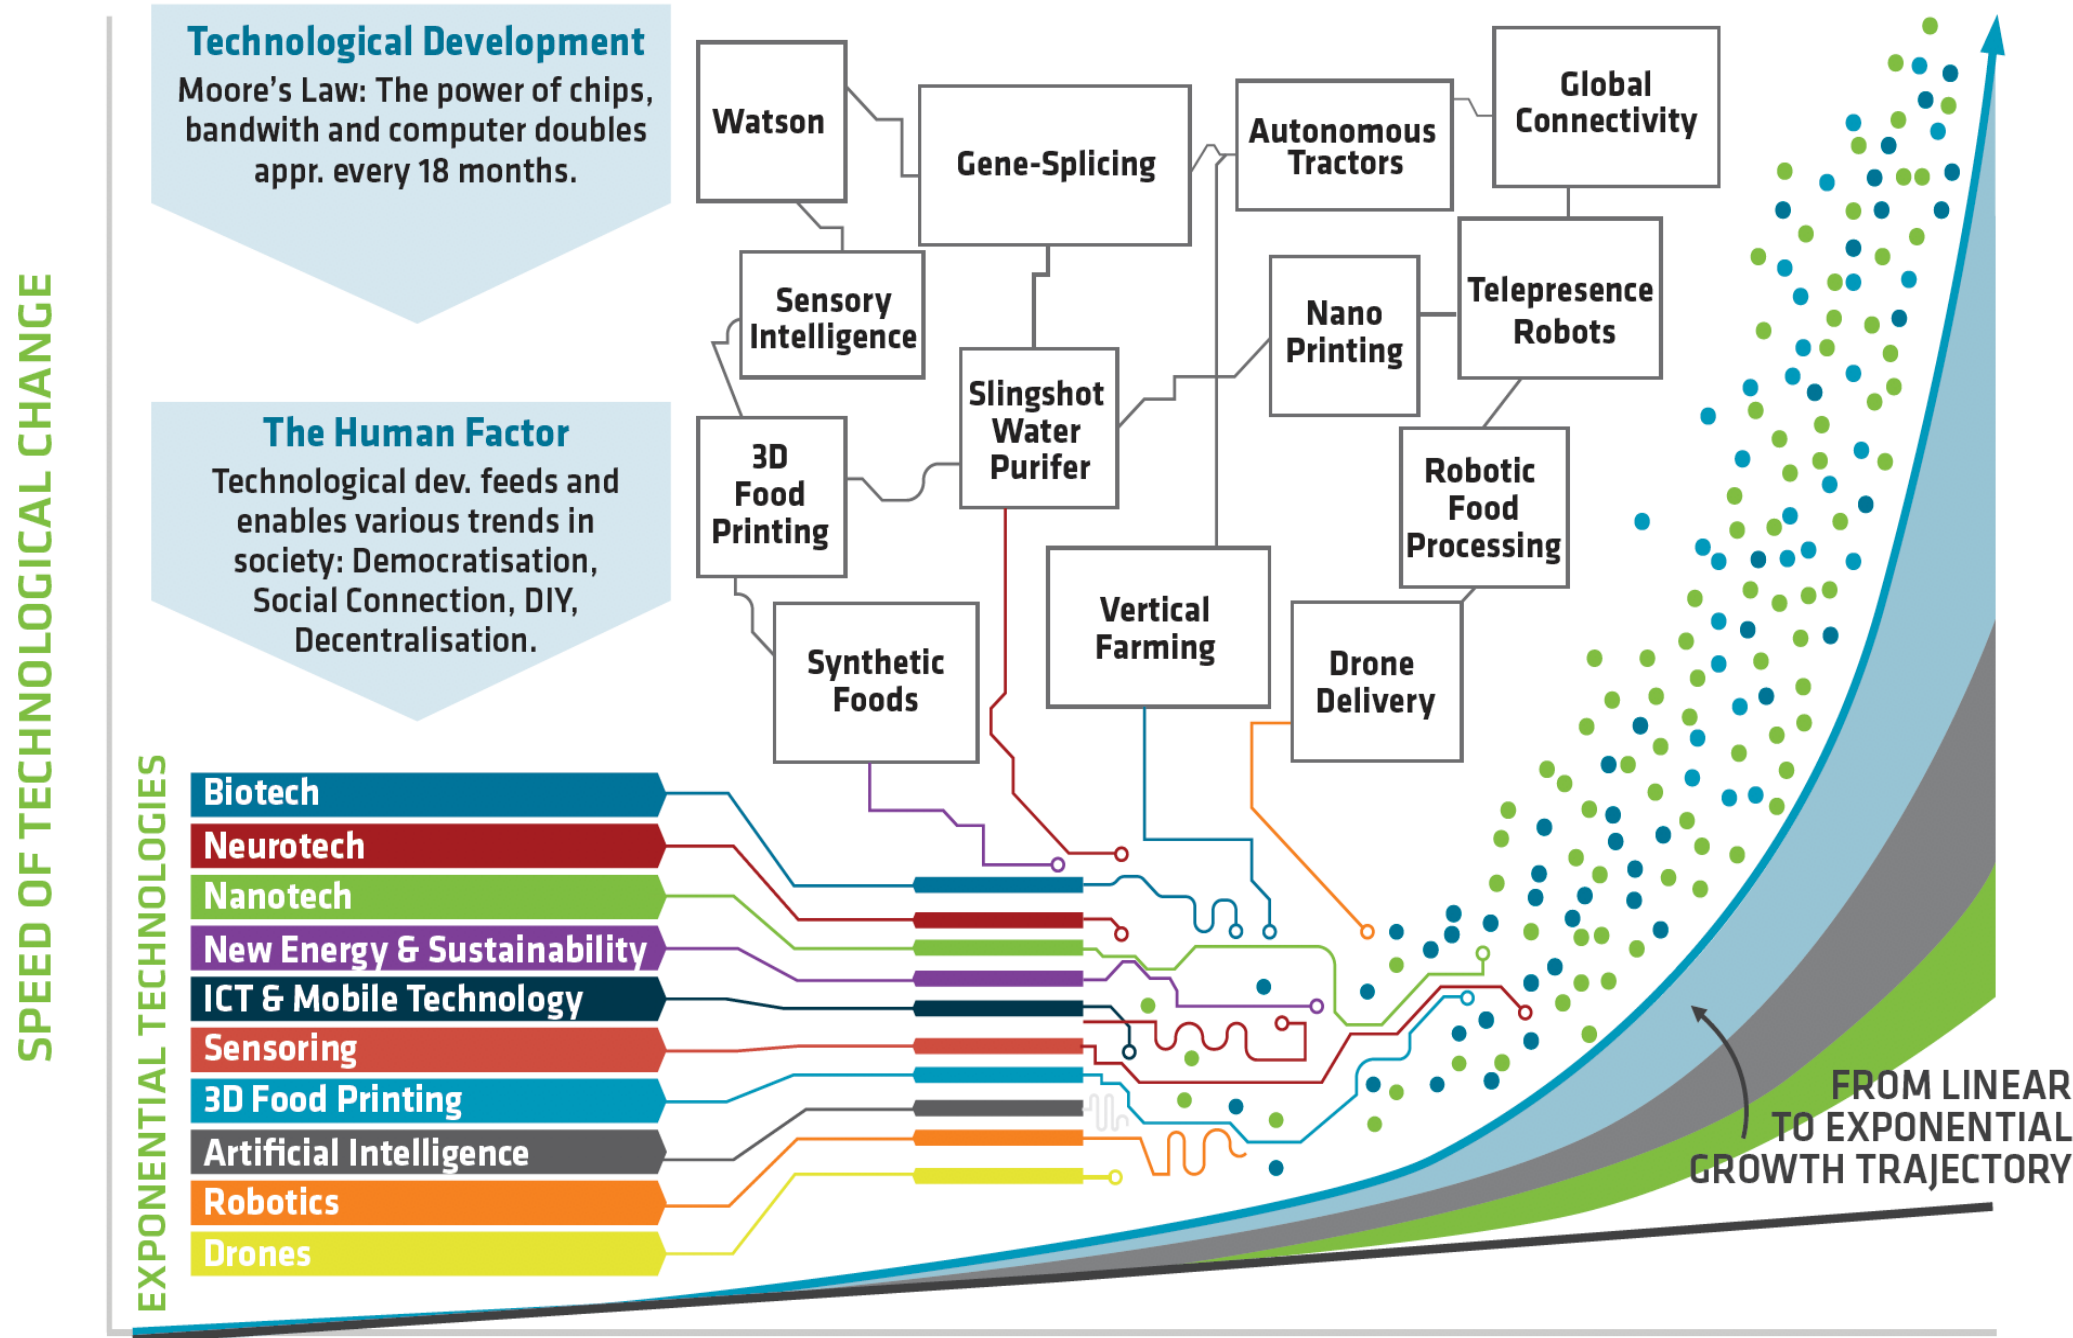 Technological Development
Moore's Law: The power of chips,
bandwith and computer doubles
appr. every 18 months.
The Human Factor
Technological dev. feeds and
enables various trends in
society: Democratisation,
Social Connection, DIY,
Decentralisation.
SPEED OF TECHNOLOGICAL CHANGE
EXPONENTIAL TECHNOLOGIES
Watson
Gene-Splicing
Autonomous
Tractors
Global
Connectivity
Sensory
Intelligence
Nano
Printing
Telepresence
Robots
Slingshot
Water
Purifer
3D
Food
Printing
Robotic
Food
Processing
Synthetic
Foods
Vertical
Farming
Drone
Delivery
Biotech
Neurotech
Nanotech
New Energy & Sustainability
ICT & Mobile Technology
Sensoring
3D Food Printing
Artificial Intelligence
Robotics
Drones
FROM LINEAR
TO EXPONENTIAL
GROWTH TRAJECTORY